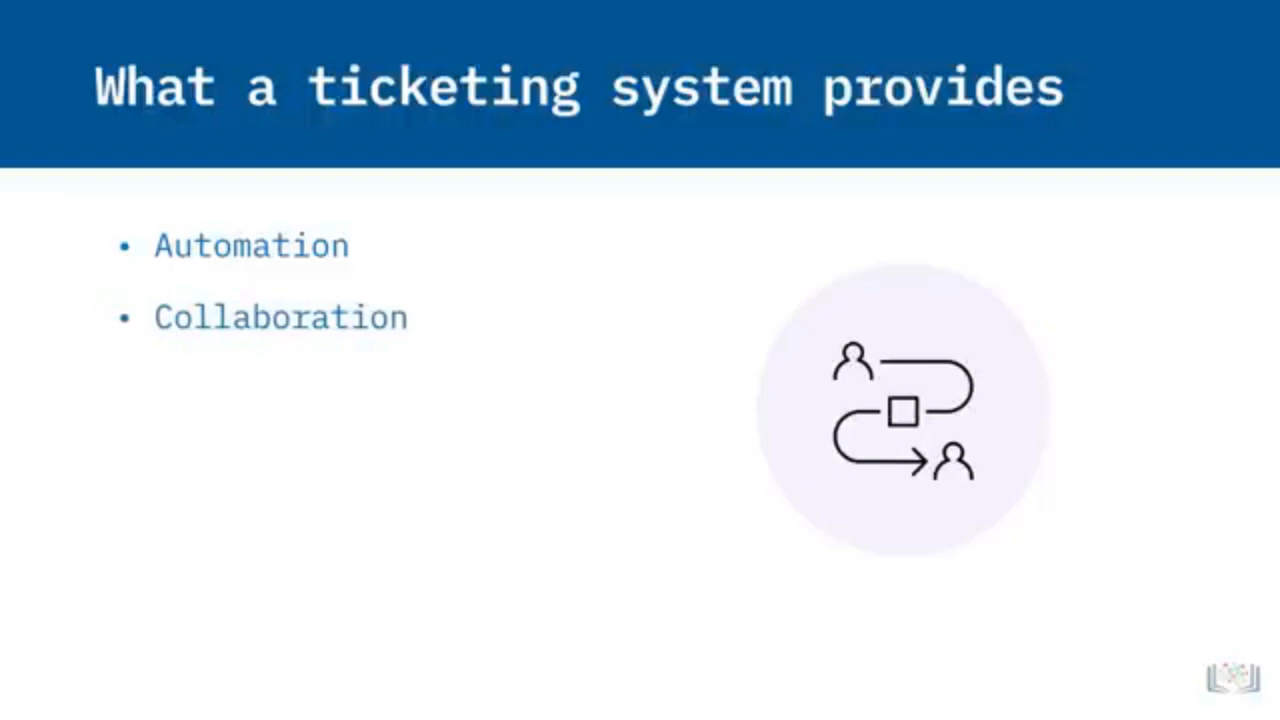 What a ticketing system provides
• Automation
• Collaboration